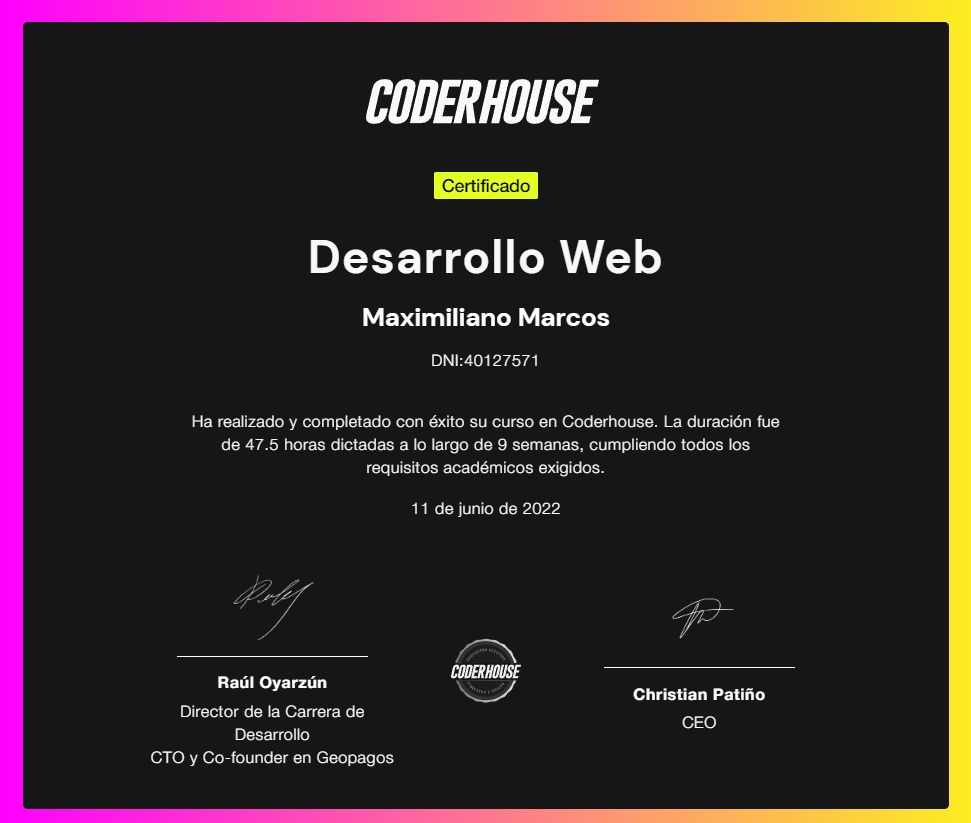 CODERHOUSE
Certificado
Desarrollo Web
Maximiliano Marcos
DNI:40127571
Ha realizado y completado con éxito su curso en Coderhouse. La duración fue
de 47.5 horas dictadas a lo largo de 9 semanas, cumpliendo todos los
requisitos académicos exigidos.
11 de junio de 2022
Raúl Oyarzún
Director de la Carrera de
Desarrollo
CTO y Co-founder en Geopagos
CODERHOUSE
Christian Patiño
CEO